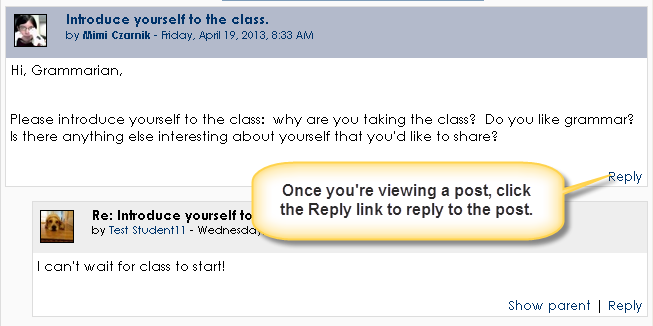 Introduce yourself to the class.
by Mimi Czarnik - Friday, April 19, 2013, 8:33 AM
Hi, Grammarian,
Please introduce yourself to the class:  why are you taking the class?  Do you like grammar?
Is there anything else interesting about yourself that you'd like to share?
Reply
Once you're viewing a post, click
the Reply link to reply to the post.
Re: Introduce yourself to
by Test Student11 - Wednesday,
I can't wait for class to start!
Show parent | Reply